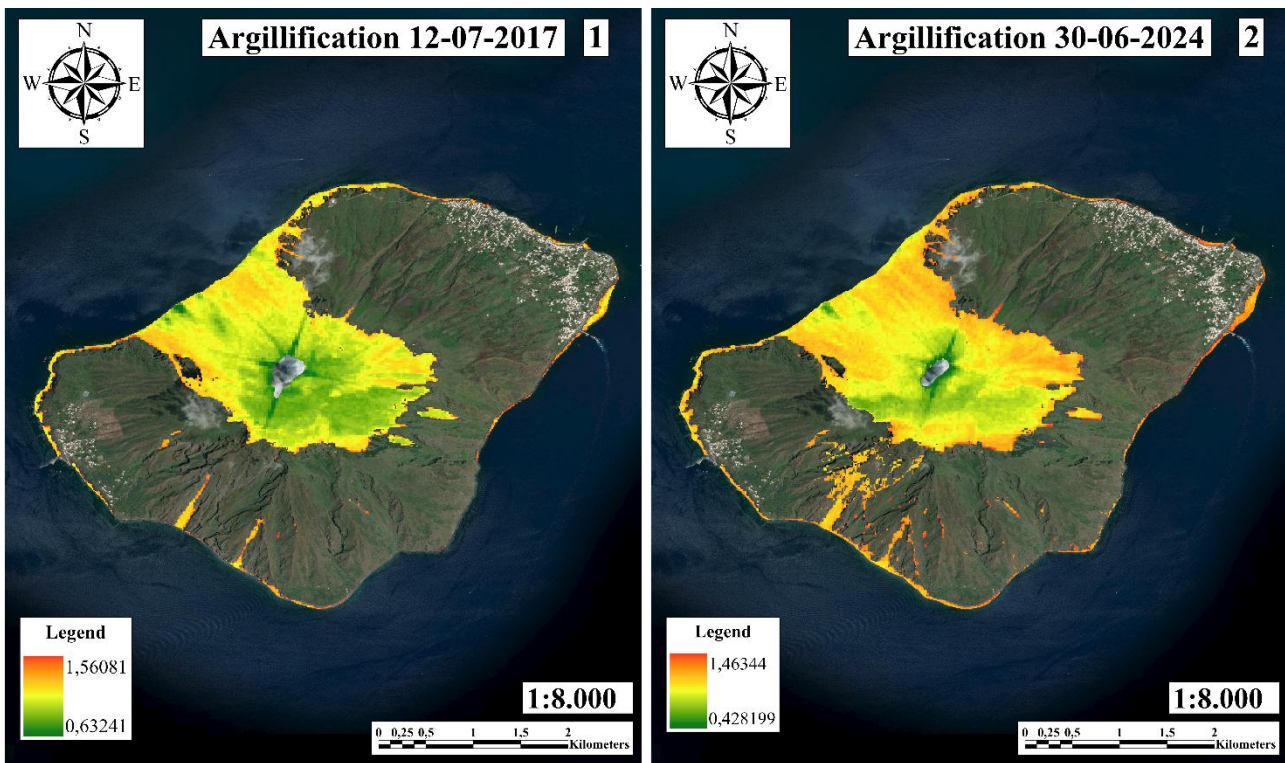 Argillification 12-07-2017
1
N
W
E
S
Legend
1,56081
0,63241
1:8.000
0 0,25 0,5 1 1,5 2
Kilometers
Argillification 30-06-2024
2
N
W
E
S
Legend
1,46344
0,428199
1:8.000
0 0,25 0,5 1 1,5 2
Kilometers